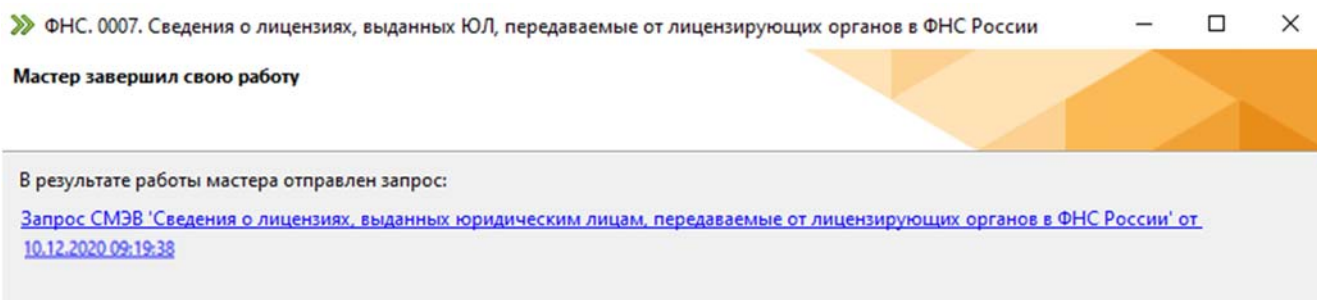 ФНС. 0007. Сведения о лицензиях, выданных ЮЛ, передаваемые от лицензирующих органов в ФНС России
Мастер завершил свою работу
В результате работы мастера отправлен запрос:
Запрос СМЭВ 'Сведения о лицензиях, выданных юридическим лицам, передаваемые от лицензирующих органов в ФНС России' от
10.12.2020 09:19:38